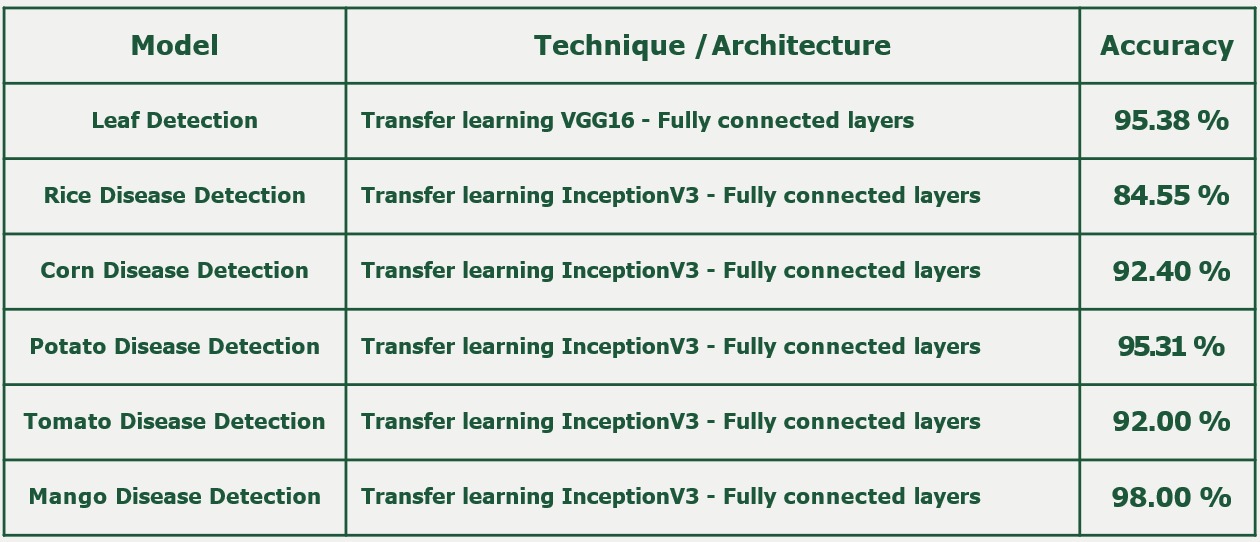 Model Technique / Architecture Accuracy
Leaf Detection Transfer learning VGG16 - Fully connected layers 95.38 %
Rice Disease Detection Transfer learning InceptionV3 - Fully connected layers 84.55 %
Corn Disease Detection Transfer learning InceptionV3 - Fully connected layers 92.40 %
Potato Disease Detection Transfer learning InceptionV3 - Fully connected layers 95.31 %
Tomato Disease Detection Transfer learning InceptionV3 - Fully connected layers 92.00 %
Mango Disease Detection Transfer learning InceptionV3 - Fully connected layers 98.00 %